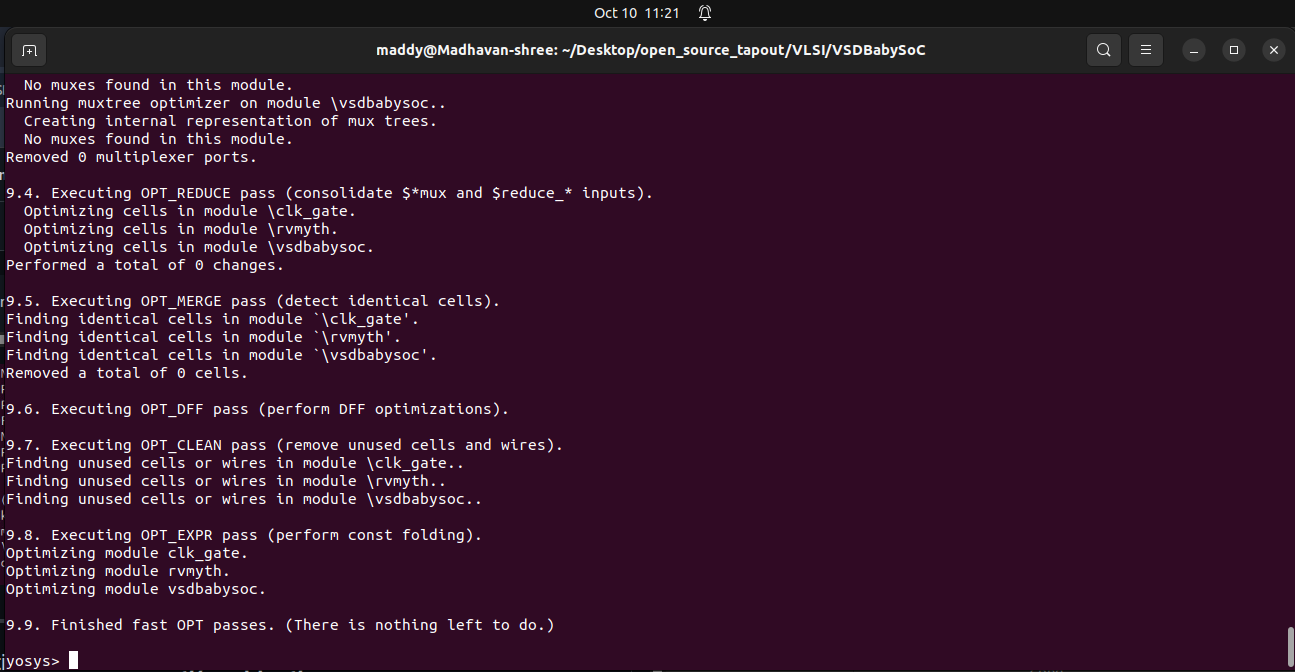 Oct 10 11:21
maddy@Madhavan-shree: ~/Desktop/open_source_tapout/VLSI/VSDBabySoC
  No muxes found in this module.
Running muxtree optimizer on module \vsdbabysoc..
  Creating internal representation of mux trees.
  No muxes found in this module.
Removed 0 multiplexer ports.

9.4. Executing OPT_REDUCE pass (consolidate $*mux and $reduce_* inputs).
  Optimizing cells in module \clk_gate.
  Optimizing cells in module \rvmyth.
  Optimizing cells in module \vsdbabysoc.
Performed a total of 0 changes.

9.5. Executing OPT_MERGE pass (detect identical cells).
Finding identical cells in module `\clk_gate'.
Finding identical cells in module `\rvmyth'.
Finding identical cells in module `\vsdbabysoc'.
Removed a total of 0 cells.

9.6. Executing OPT_DFF pass (perform DFF optimizations).

9.7. Executing OPT_CLEAN pass (remove unused cells and wires).
Finding unused cells or wires in module \clk_gate..
Finding unused cells or wires in module \rvmyth..
Finding unused cells or wires in module \vsdbabysoc..

9.8. Executing OPT_EXPR pass (perform const folding).
Optimizing module clk_gate.
Optimizing module rvmyth.
Optimizing module vsdbabysoc.

9.9. Finished fast OPT passes. (There is nothing left to do.)

yosys>